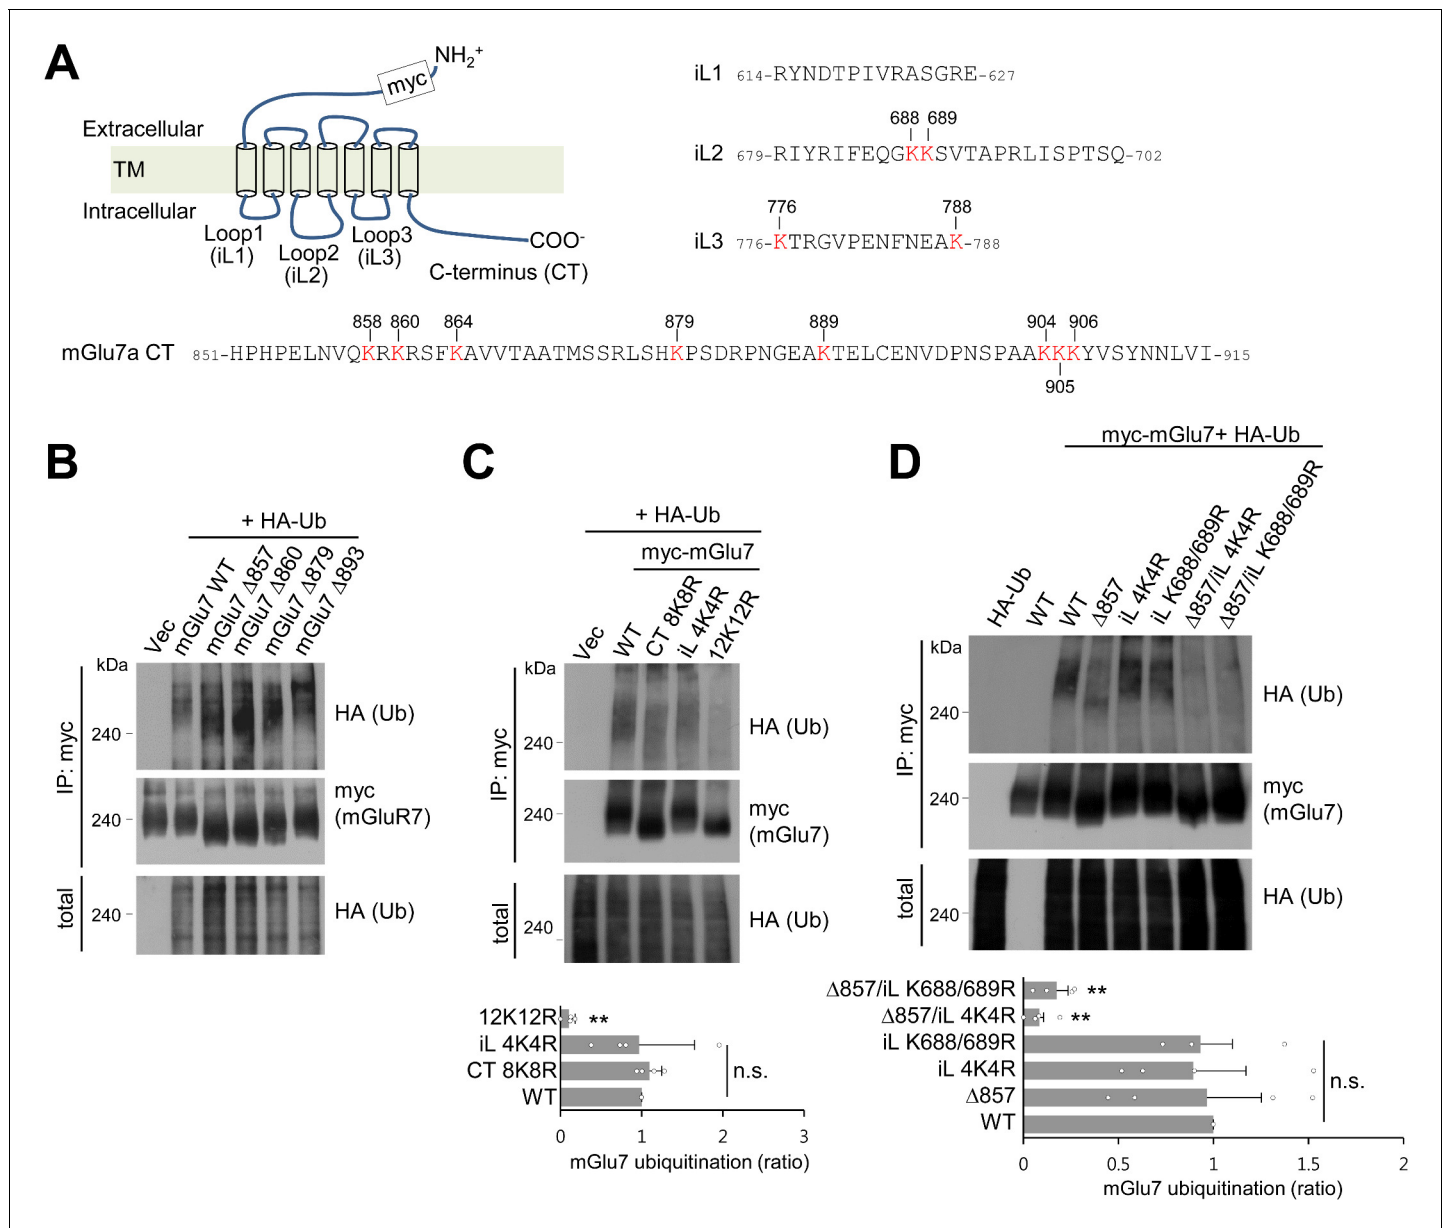 A
NH2+
myc
Extracellular
TM
Intracellular
Loop1
(iL1)
Loop2
(iL2)
Loop3
(iL3)
COO-
C-terminus (CT)
iL1 614-RYNDTPIVRASGRE-627
688 689
iL2 679-RIYRIFEQGKKSVTAPRLISPTSQ-702
776 788
iL3 776-KTRGVPENFNEAK-788
858 860 864 879 889 904 906
mGlu7a CT 851-HPHPELNVQKRKRSFKAVVTAATMSSRLSHKPSDRPNGEAKTELCENVDPNSPAAKKKYVSYNNLVI-915
905
B
+ HA-Ub
Vec
mGlu7 WT
mGlu7 Δ857
mGlu7 Δ860
mGlu7 Δ879
mGlu7 Δ893
kDa
IP: myc
240
HA (Ub)
240
myc
(mGluR7)
total
240
HA (Ub)
C
+ HA-Ub
myc-mGlu7
Vec
WT
CT 8K8R
iL 4K4R
12K12R
kDa
IP: myc
240
HA (Ub)
240
myc
(mGlu7)
total
240
HA (Ub)
12K12R **
iL 4K4R
CT 8K8R
n.s.
WT
0 1 2 3
mGlu7 ubiquitination (ratio)
D
myc-mGlu7+ HA-Ub
HA-Ub
WT
WT
Δ857
iL 4K4R
iL K688/689R
Δ857/iL 4K4R
Δ857/iL K688/689R
kDa
IP: myc
240
HA (Ub)
240
myc
(mGlu7)
total
240
HA (Ub)
Δ857/iL K688/689R **
Δ857/iL 4K4R **
iL K688/689R
iL 4K4R
n.s.
Δ857
WT
0 0.5 1 1.5 2
mGlu7 ubiquitination (ratio)